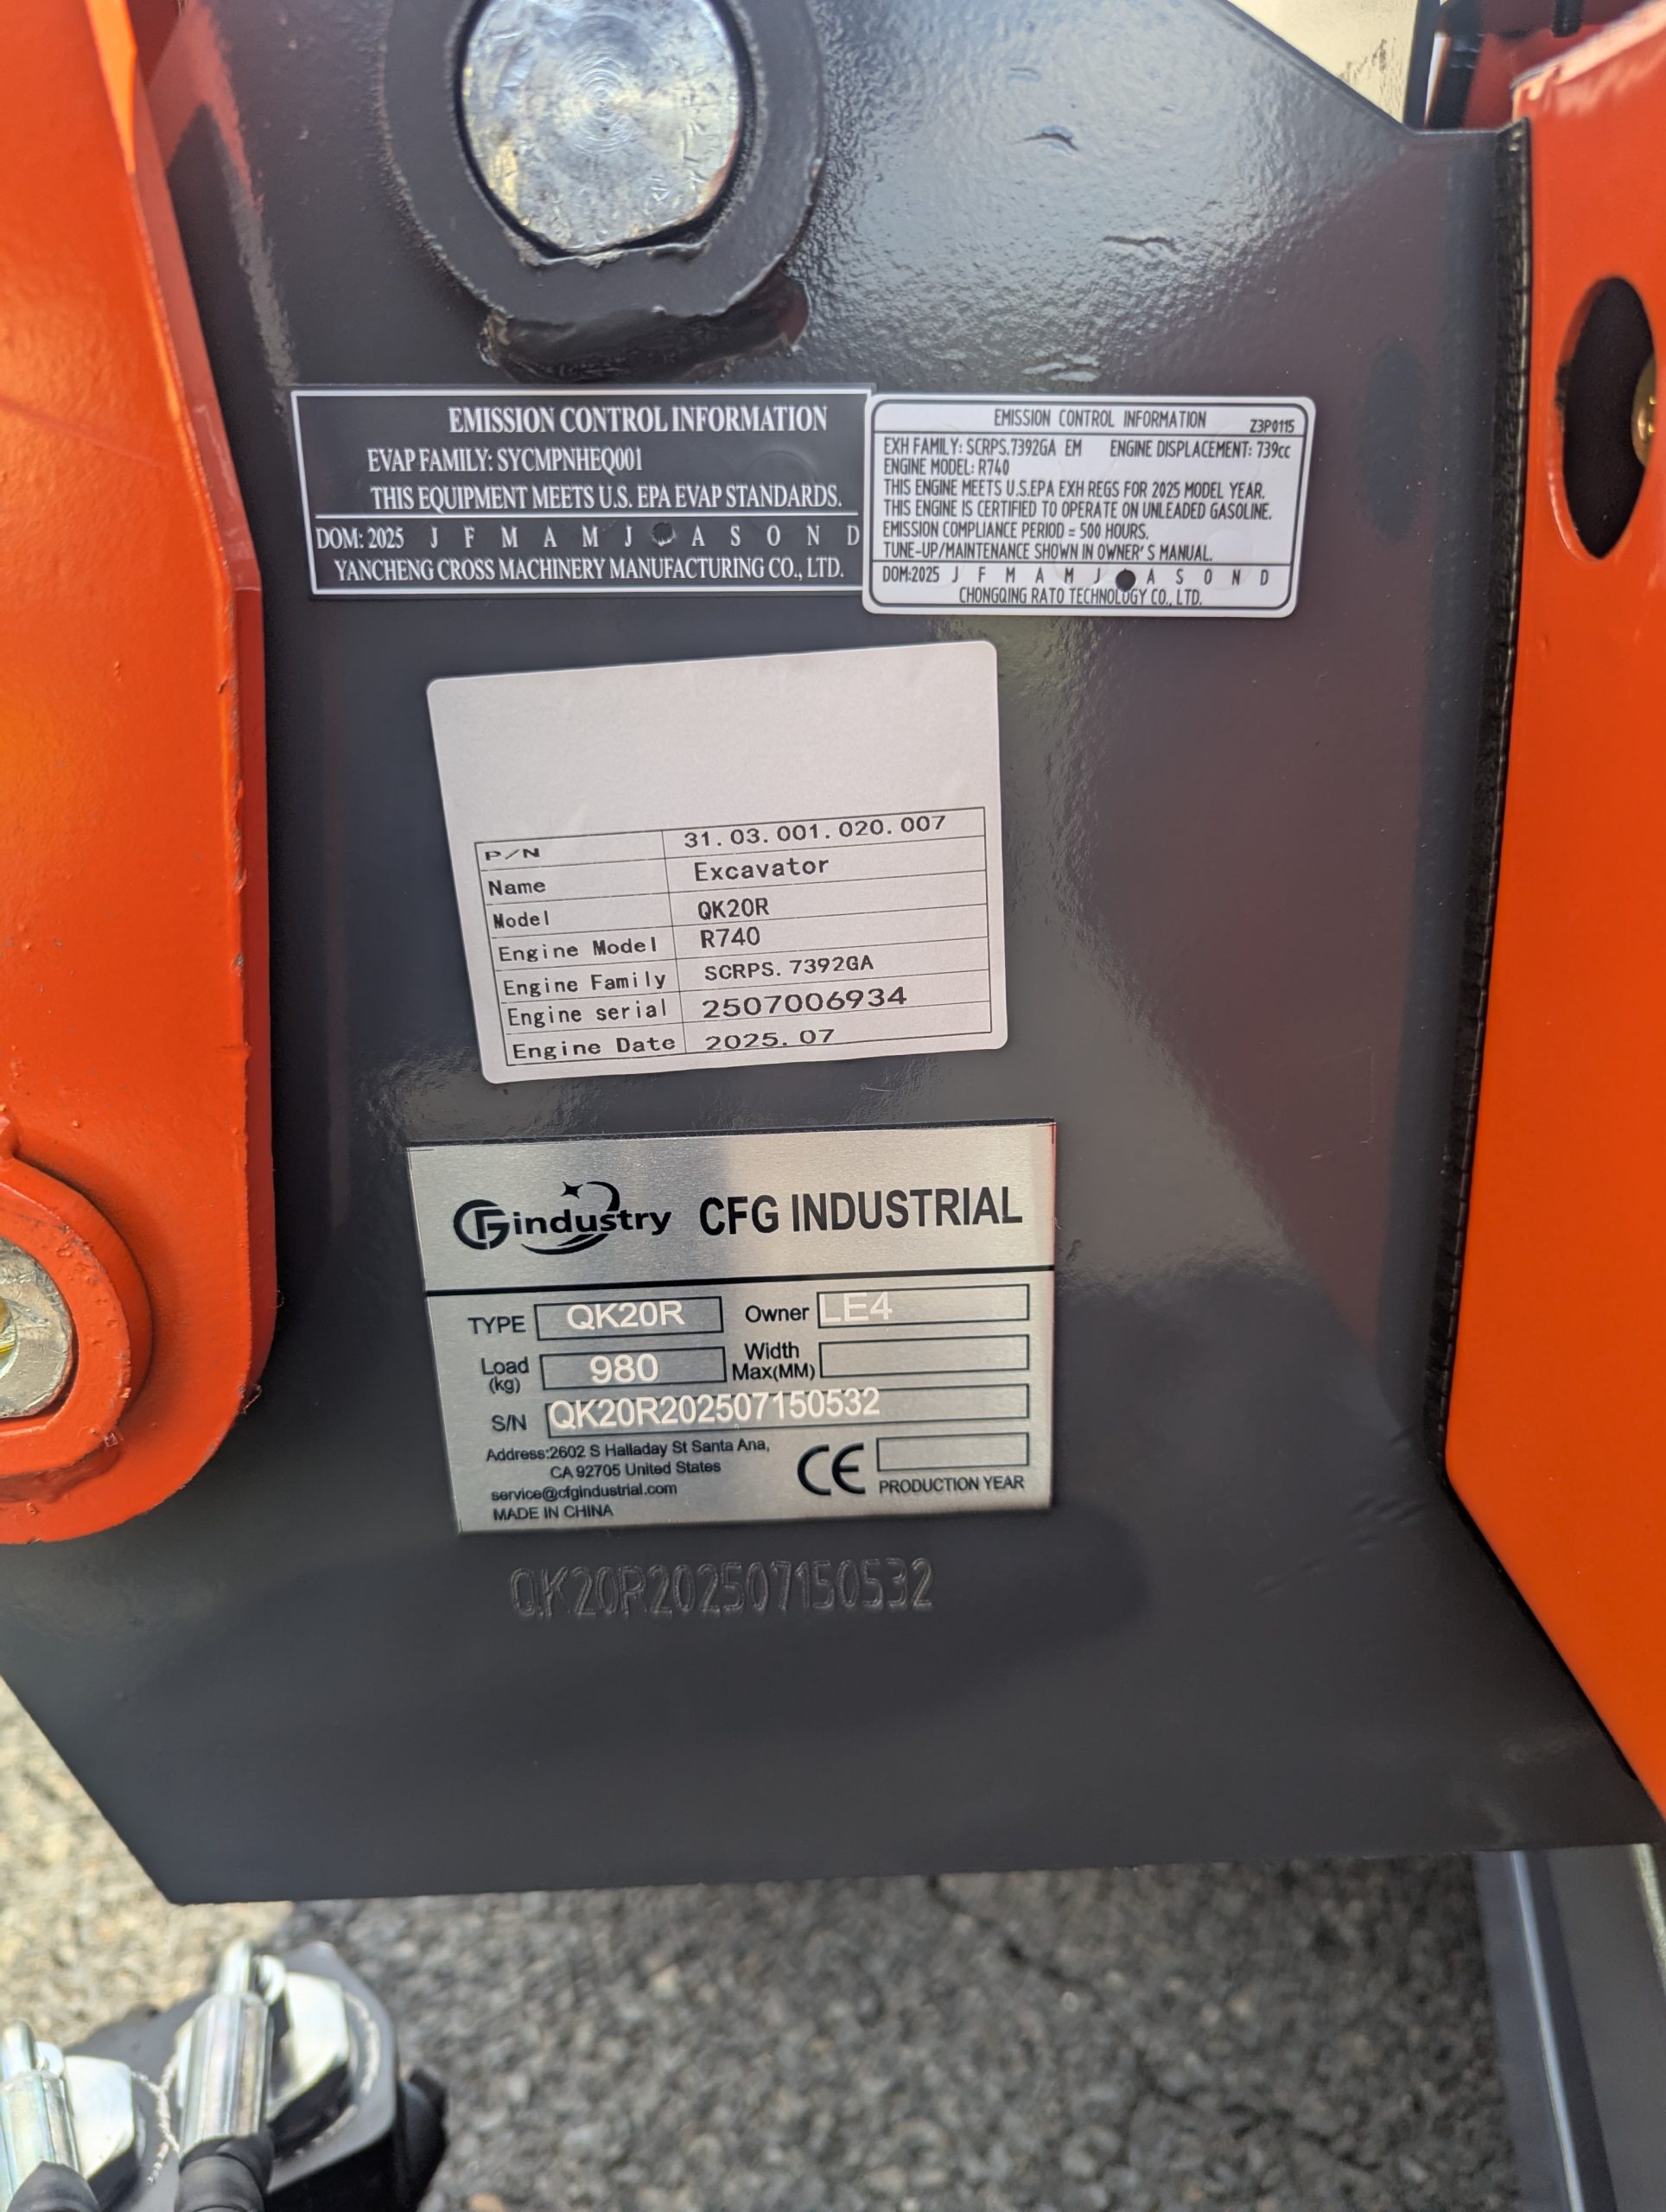 EMISSION CONTROL INFORMATION
EVAP FAMILY: SYCMPNHEQ001
THIS EQUIPMENT MEETS U.S. EPA EVAP STANDARDS.
DOM: 2025 J F M A M J A S O N D
YANCHENG CROSS MACHINERY MANUFACTURING CO., LTD.
EMISSION CONTROL INFORMATION Z3P0115
EXH FAMILY: SCRPS.7392GA EM ENGINE DISPLACEMENT: 739cc
ENGINE MODEL: R740
THIS ENGINE MEETS U.S.EPA EXH REGS FOR 2025 MODEL YEAR.
THIS ENGINE IS CERTIFIED TO OPERATE ON UNLEADED GASOLINE.
EMISSION COMPLIANCE PERIOD = 500 HOURS.
TUNE-UP/MAINTENANCE SHOWN IN OWNER'S MANUAL.
DOM:2025 J F M A M J A S O N D
CHONGQING RATO TECHNOLOGY CO., LTD.
P/N 31.03.001.020.007
Name Excavator
Model QK20R
Engine Model R740
Engine Family SCRPS.7392GA
Engine serial 2507006934
Engine Date 2025.07
CFGindustry CFG INDUSTRIAL
TYPE QK20R Owner LE4
Load (kg) 980 Width Max(MM)
S/N QK20R202507150532
Address:2602 S Halladay St Santa Ana,
CA 92705 United States
service@cfgindustrial.com
MADE IN CHINA
CE PRODUCTION YEAR
QK20R202507150532